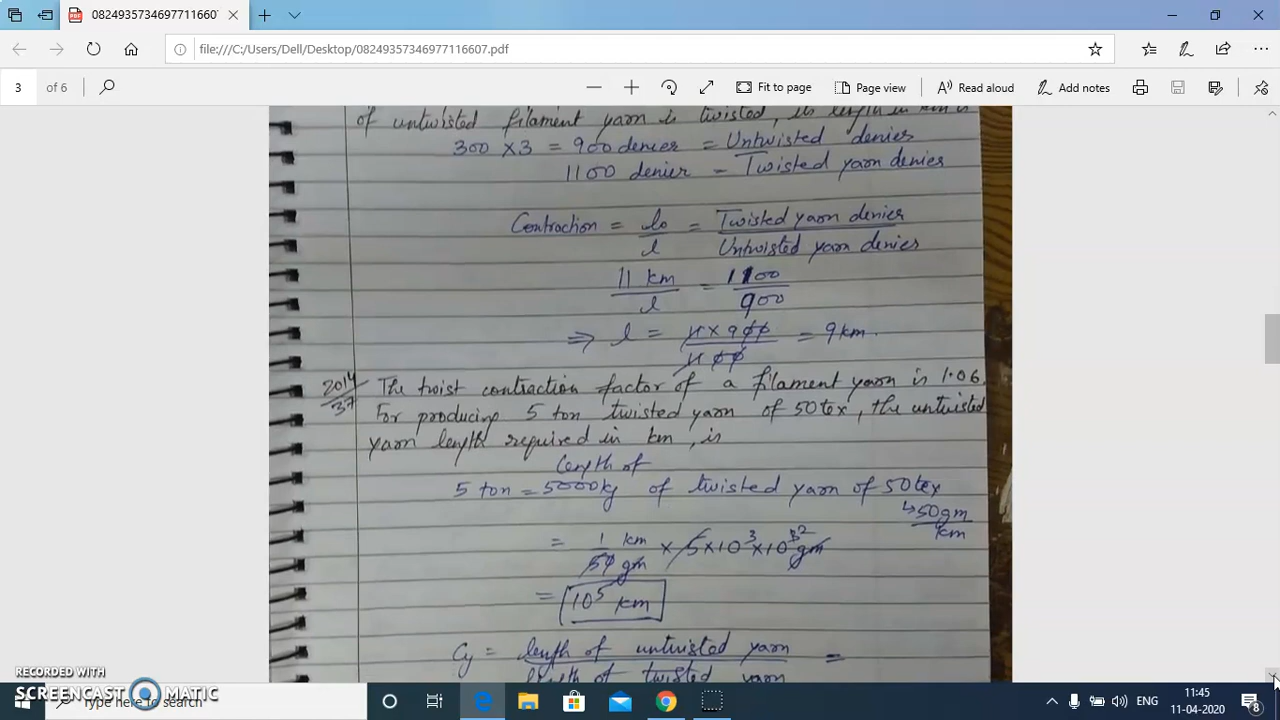 08249357346977116607.pdf
file:///C:/Users/Dell/Desktop/08249357346977116607.pdf
3 of 6 Fit to page Page view Read aloud Add notes
of untwisted filament yarn is twisted, its length in km is
300 × 3 = 900 denier = Untwisted denier
1100 denier – Twisted yarn denier
Contraction = lo/l = Twisted yarn denier / Untwisted yarn denier
11 km / l = 1100 / 900
⇒ l = 11 × 900 / 1100 = 9 km.
2014/37 The twist contraction factor of a filament yarn is 1.06.
For producing 5 ton twisted yarn of 50 tex, the untwisted
yarn length required in km, is
length of
5 ton = 5000 kg of twisted yarn of 50 tex
↳ 50 gm / km
= 1 km / 50 gm × 5 × 10³ × 10³ ² gm
= 10⁵ km
Cy = length of untwisted yarn / length of twisted yarn =
RECORDED WITH
SCREENCAST O MATIC
Type here to search
ENG 11:45
11-04-2020 8